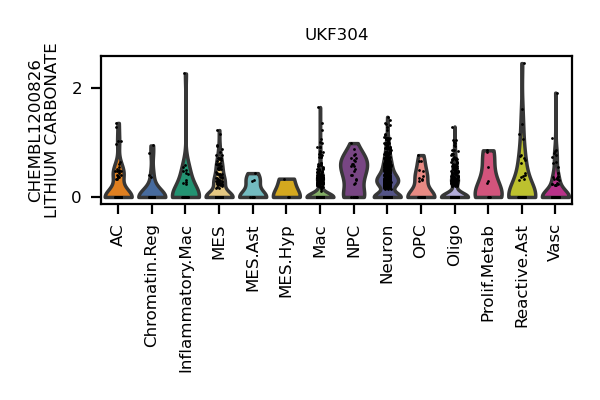 UKF304
CHEMBL1200826
LITHIUM CARBONATE
2
0
AC
Chromatin.Reg
Inflammatory.Mac
MES
MES.Ast
MES.Hyp
Mac
NPC
Neuron
OPC
Oligo
Prolif.Metab
Reactive.Ast
Vasc